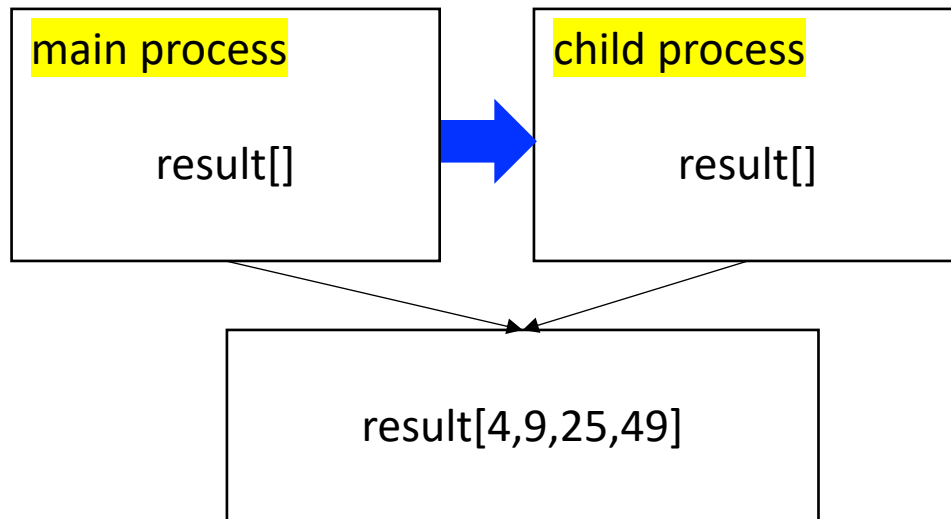 main process
child process
result[]
result[]
result[4,9,25,49]